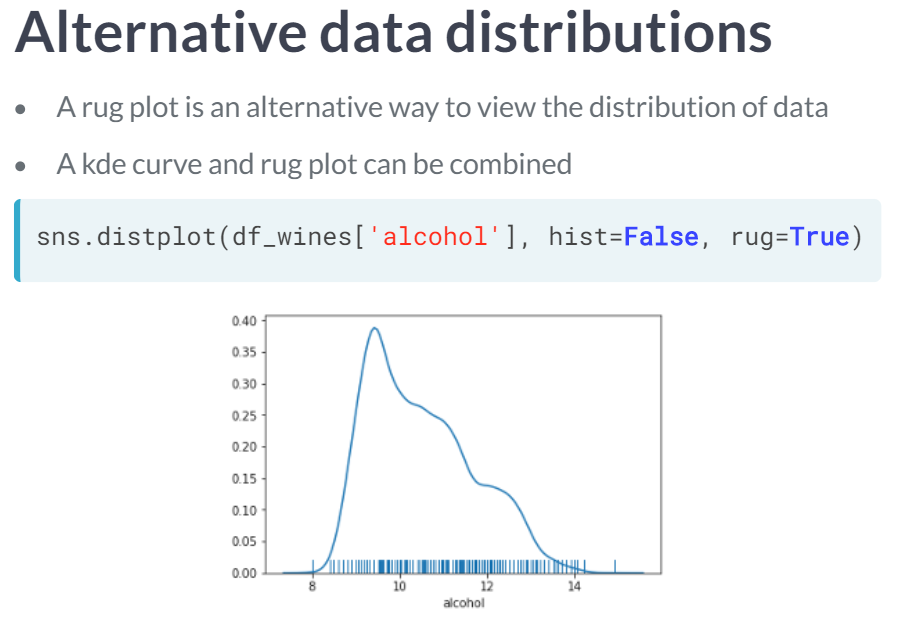 Alternative data distributions
• A rug plot is an alternative way to view the distribution of data
• A kde curve and rug plot can be combined
sns.distplot(df_wines['alcohol'], hist=False, rug=True)
0.40
0.35
0.30
0.25
0.20
0.15
0.10
0.05
0.00
8 10 12 14
alcohol